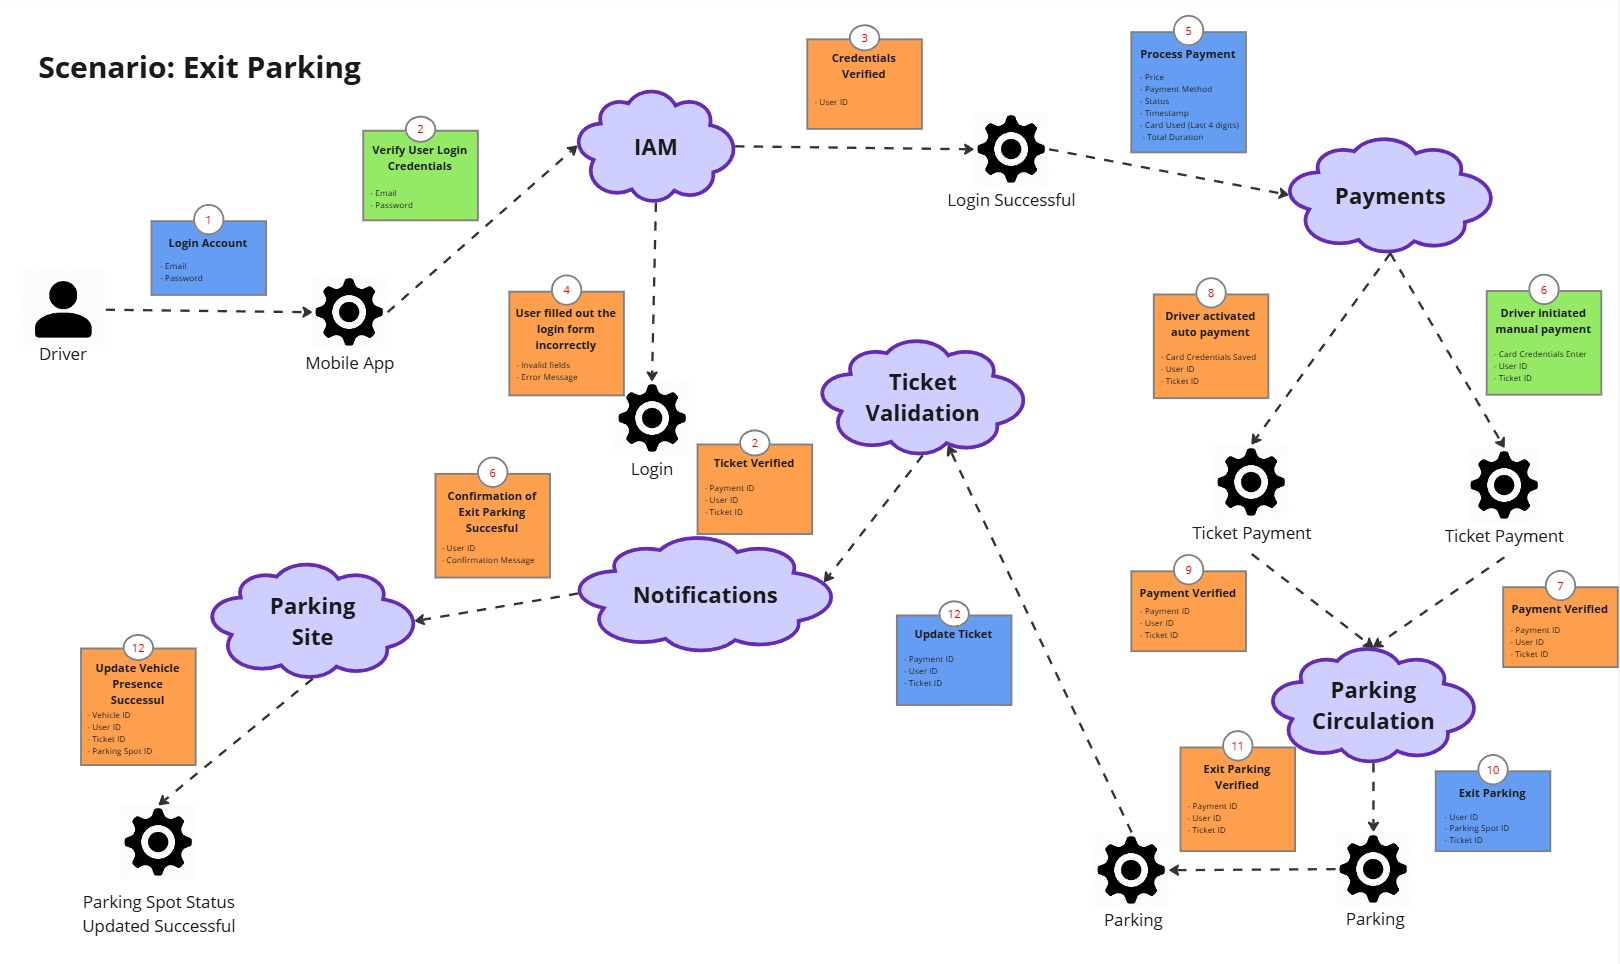 Scenario: Exit Parking
1
Login Account
- Email
- Password
Driver
Mobile App
2
Verify User Login
Credentials
- Email
- Password
IAM
3
Credentials
Verified
- User ID
Login Successful
4
User filled out the
login form
incorrectly
- Invalid fields
- Error Message
Login
5
Process Payment
- Price
- Payment Method
- Status
- Timestamp
- Card Used (Last 4 digits)
- Total Duration
Payments
8
Driver activated
auto payment
- Card Credentials Saved
- User ID
- Ticket ID
6
Driver initiated
manual payment
- Card Credentials Enter
- User ID
- Ticket ID
Ticket Payment
Ticket Payment
9
Payment Verified
- Payment ID
- User ID
- Ticket ID
7
Payment Verified
- Payment ID
- User ID
- Ticket ID
Parking
Circulation
10
Exit Parking
- User ID
- Parking Spot ID
- Ticket ID
Parking
11
Exit Parking
Verified
- Payment ID
- User ID
- Ticket ID
Parking
12
Update Ticket
- Payment ID
- User ID
- Ticket ID
Ticket
Validation
2
Ticket Verified
- Payment ID
- User ID
- Ticket ID
Notifications
6
Confirmation of
Exit Parking
Succesful
- User ID
- Confirmation Message
Parking
Site
12
Update Vehicle
Presence
Successul
- Vehicle ID
- User ID
- Ticket ID
- Parking Spot ID
Parking Spot Status
Updated Successful